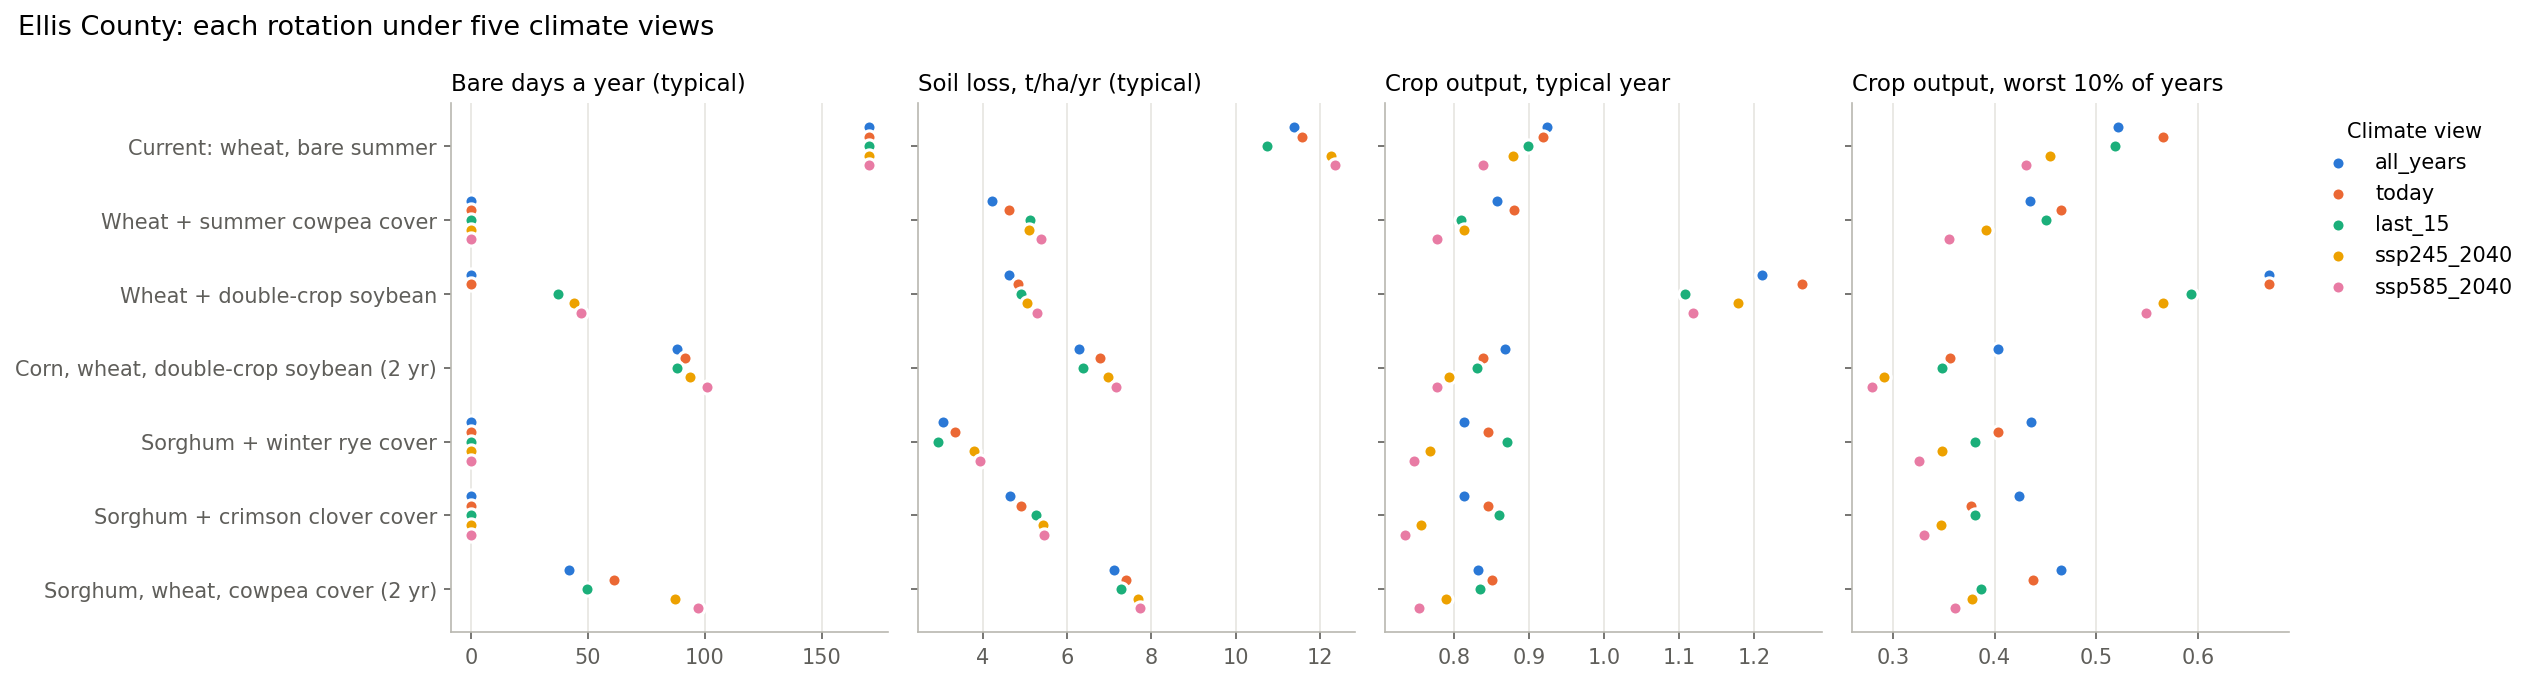 Ellis County: each rotation under five climate views
Bare days a year (typical)
Soil loss, t/ha/yr (typical)
Crop output, typical year
Crop output, worst 10% of years
Current: wheat, bare summer
Wheat + summer cowpea cover
Wheat + double-crop soybean
Corn, wheat, double-crop soybean (2 yr)
Sorghum + winter rye cover
Sorghum + crimson clover cover
Sorghum, wheat, cowpea cover (2 yr)
0 50 100 150
4 6 8 10 12
0.8 0.9 1.0 1.1 1.2
0.3 0.4 0.5 0.6
Climate view
all_years
today
last_15
ssp245_2040
ssp585_2040